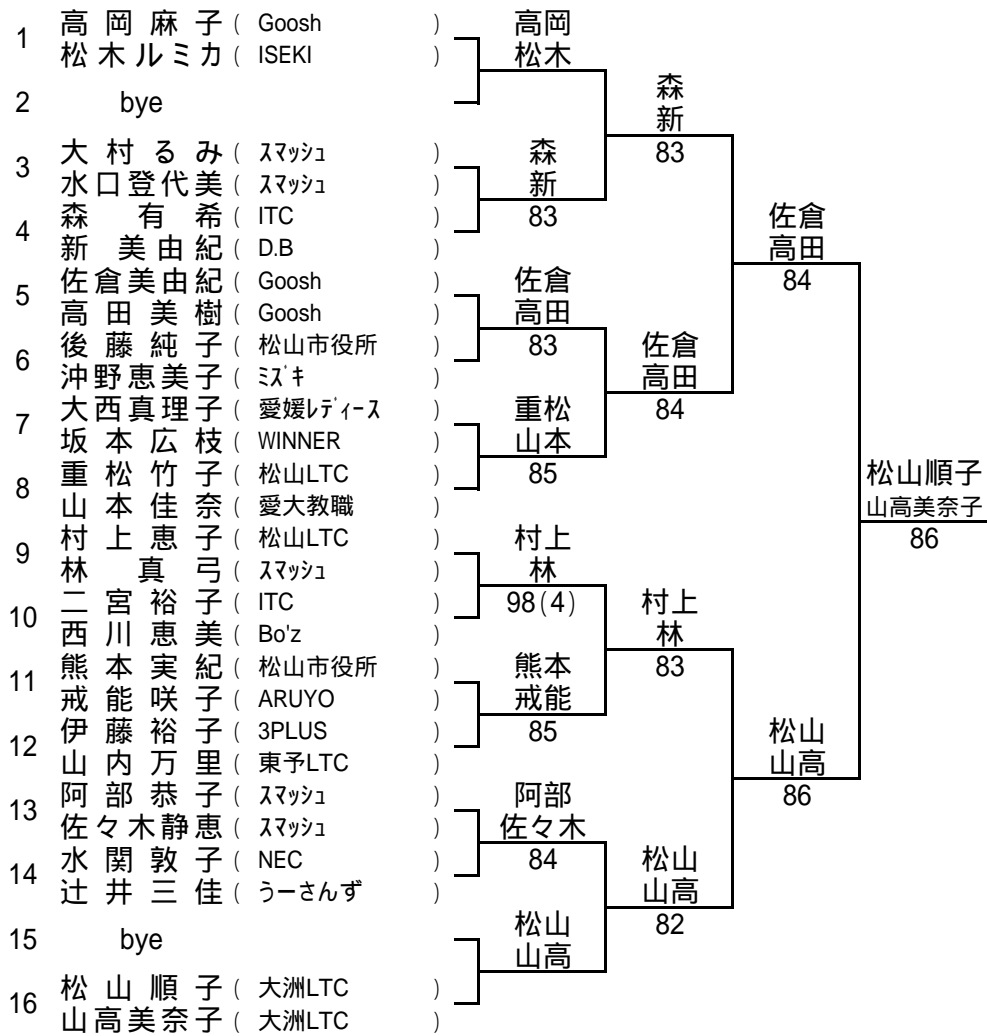 1 高岡麻子 ( Goosh )
松木ルミカ ( ISEKI )
2 bye
3 大村るみ ( スマッシュ )
水口登代美 ( スマッシュ )
4 森 有希 ( ITC )
新 美由紀 ( D.B )
5 佐倉美由紀 ( Goosh )
高田美樹 ( Goosh )
6 後藤純子 ( 松山市役所 )
沖野恵美子 ( ミズキ )
7 大西真理子 ( 愛媛レディース )
坂本広枝 ( WINNER )
8 重松竹子 ( 松山LTC )
山本佳奈 ( 愛大教職 )
9 村上恵子 ( 松山LTC )
林 真弓 ( スマッシュ )
10 二宮裕子 ( ITC )
西川恵美 ( Bo'z )
11 熊本実紀 ( 松山市役所 )
戒能咲子 ( ARUYO )
12 伊藤裕子 ( 3PLUS )
山内万里 ( 東予LTC )
13 阿部恭子 ( スマッシュ )
佐々木静恵 ( スマッシュ )
14 水関敦子 ( NEC )
辻井三佳 ( うーさんず )
15 bye
16 松山順子 ( 大洲LTC )
山高美奈子 ( 大洲LTC )
高岡
松木
森
新
83
佐倉
高田
83
重松
山本
85
村上
林
98(4)
熊本
戒能
85
阿部
佐々木
84
松山
山高
森
新
83
佐倉
高田
84
村上
林
83
松山
山高
82
佐倉
高田
84
松山
山高
86
松山順子
山高美奈子
86